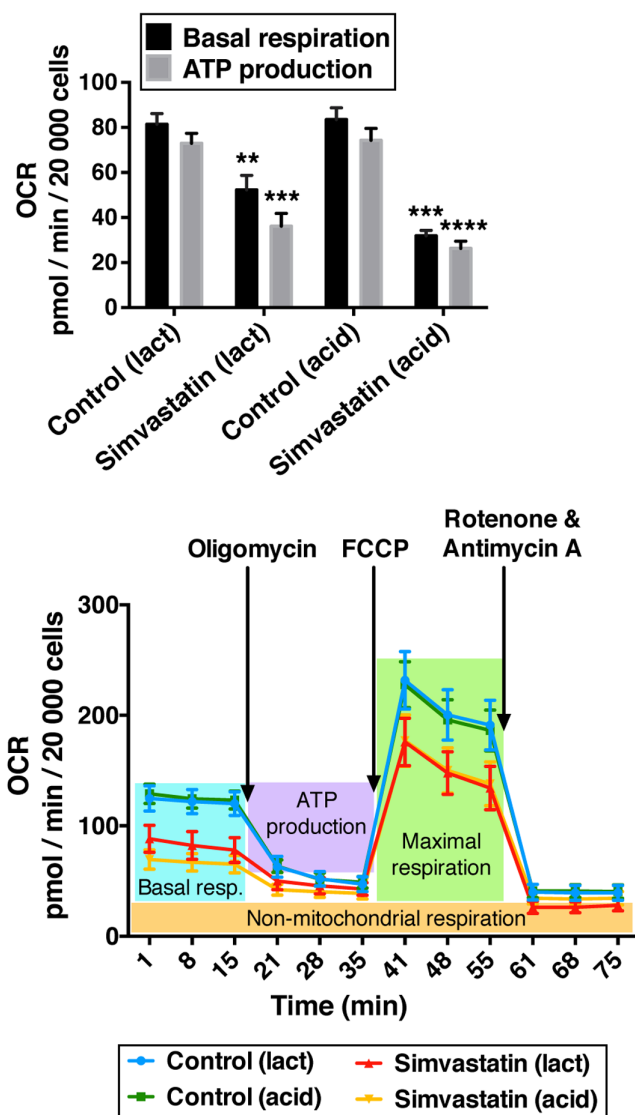 Basal respiration
ATP production
OCR
pmol / min / 20 000 cells
100
80
60
40
20
0
**
***
***
****
Control (lact)
Simvastatin (lact)
Control (acid)
Simvastatin (acid)
Oligomycin
FCCP
Rotenone &
Antimycin A
OCR
pmol / min / 20 000 cells
300
200
100
0
ATP
production
Maximal
respiration
Basal resp.
Non-mitochondrial respiration
1 8 15 21 28 35 41 48 55 61 68 75
Time (min)
Control (lact) Simvastatin (lact)
Control (acid) Simvastatin (acid)